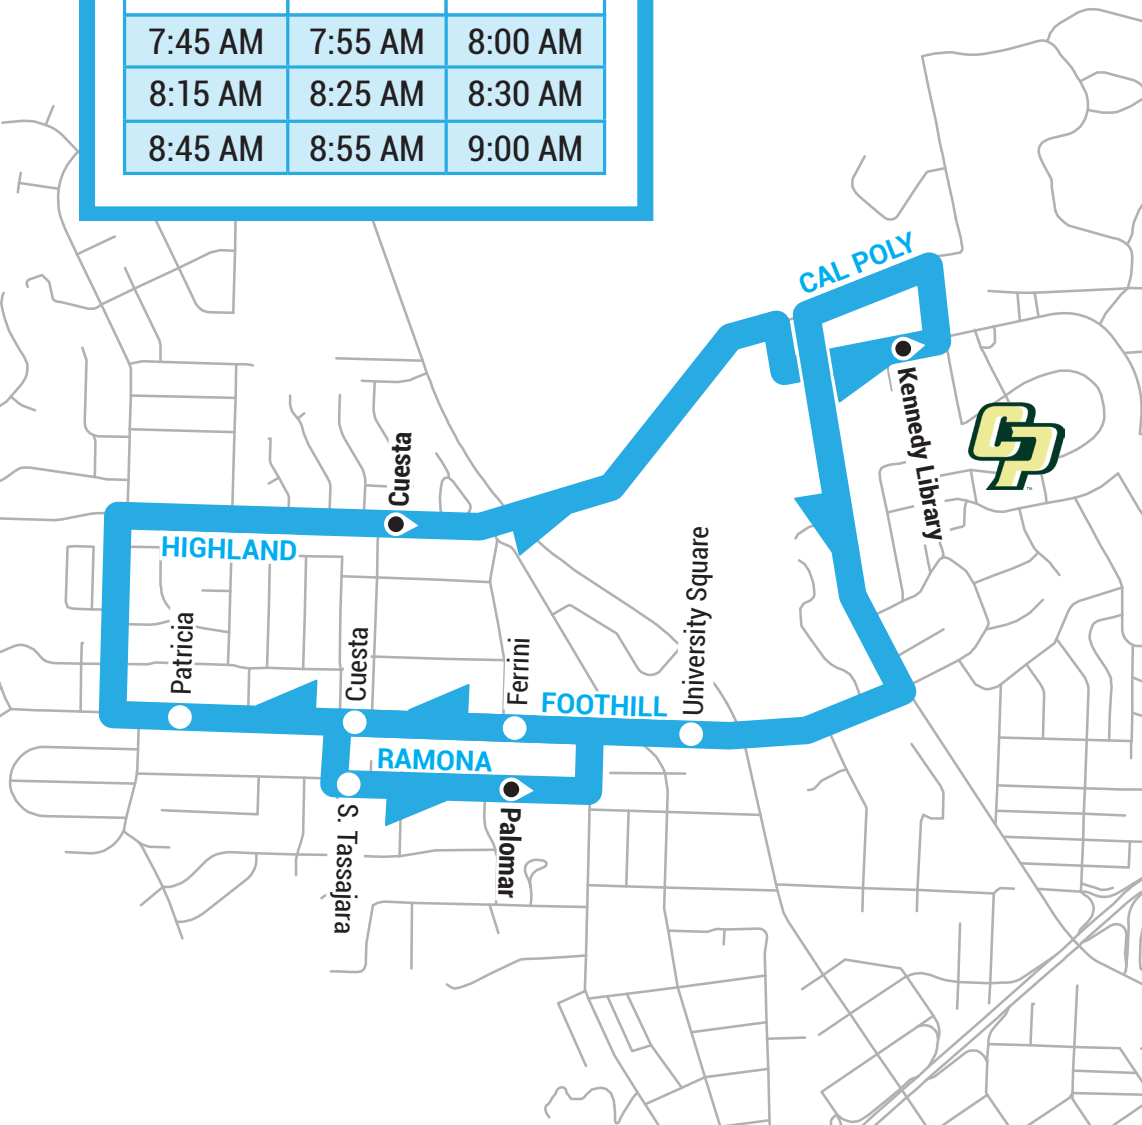 7:45 AM 7:55 AM 8:00 AM
8:15 AM 8:25 AM 8:30 AM
8:45 AM 8:55 AM 9:00 AM
CAL POLY
Kennedy Library
CP
Cuesta
HIGHLAND
University Square
Patricia
Cuesta
Ferrini
FOOTHILL
RAMONA
S. Tassajara
Palomar